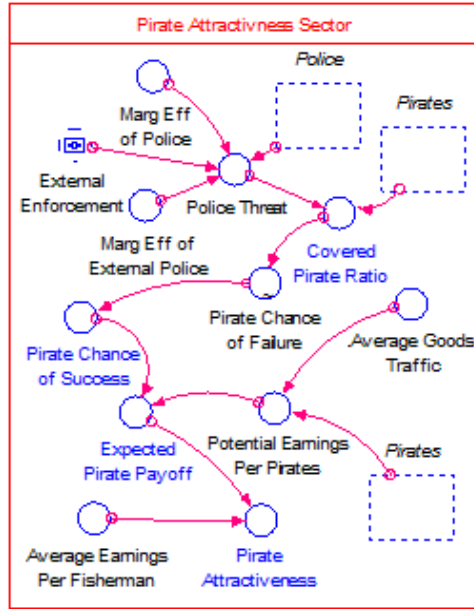 Pirate Attractivness Sector
Police
Marg Eff
of Police
Pirates
External
Enforcement
Police Threat
Marg Eff of
External Police
Covered
Pirate Ratio
Pirate Chance
of Failure
Average Goods
Traffic
Pirate Chance
of Success
Expected
Pirate Payoff
Potential Earnings
Per Pirates
Pirates
Average Earnings
Per Fisherman
Pirate
Attractiveness